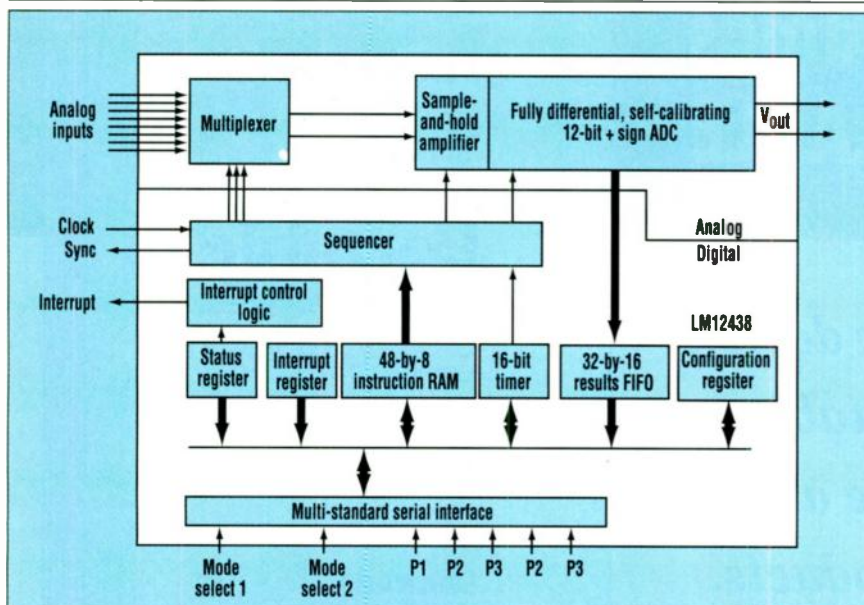 Analog
inputs
Multiplexer
Sample-
and-hold
amplifier
Fully differential, self-calibrating
12-bit + sign ADC
Vout
Clock
Sync
Sequencer
Analog
Digital
Interrupt
Interrupt control
logic
LM12438
Status
register
Interrupt
register
48-by-8
instruction RAM
16-bit
timer
32-by-16
results FIFO
Configuration
regsiter
Multi-standard serial interface
Mode
select 1
Mode
select 2
P1
P2
P3
P2
P3